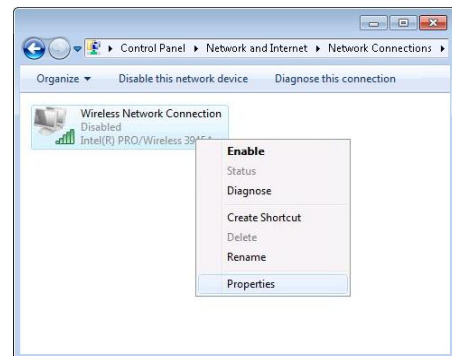 Control Panel ▸ Network and Internet ▸ Network Connections ▸
Organize ▾ Disable this network device Diagnose this connection
Wireless Network Connection
Disabled
Intel(R) PRO/Wireless
Enable
Status
Diagnose
Create Shortcut
Delete
Rename
Properties